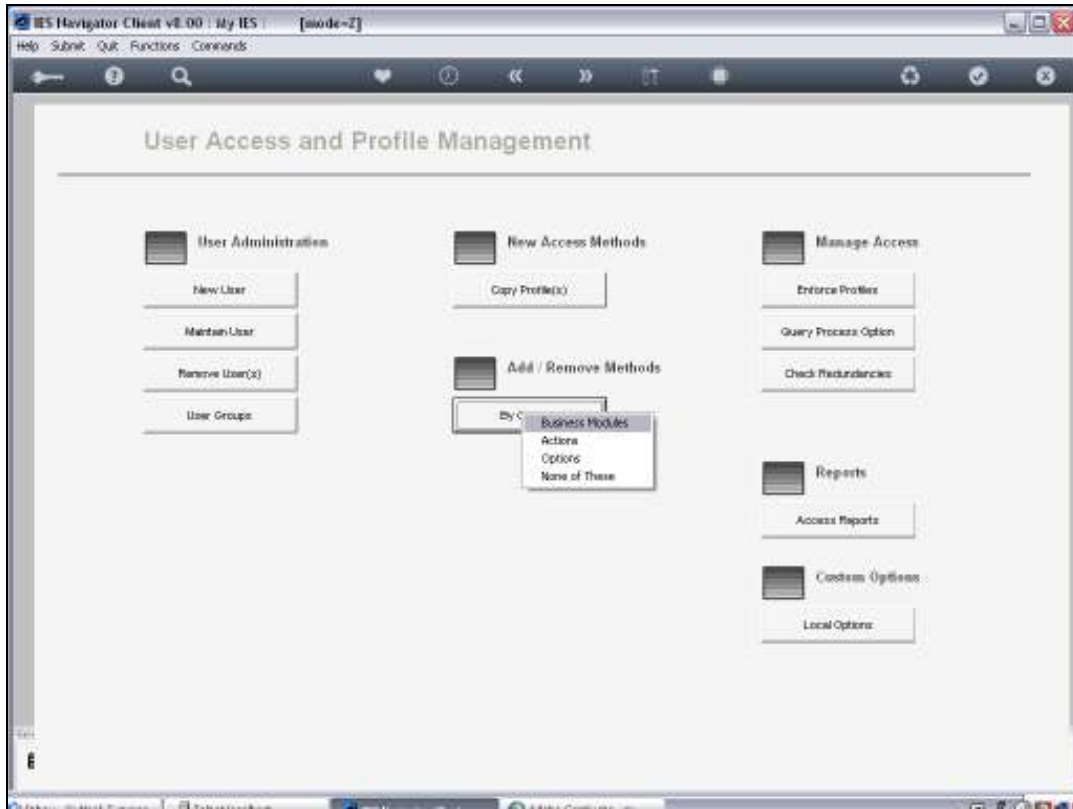 IES Navigator Client v8.00 : My IES : [mode=Z]
Help Submit Quit Functions Commands
User Access and Profile Management
User Administration
New User
Maintain User
Remove User(s)
User Groups
New Access Methods
Copy Profile(s)
Add / Remove Methods
By
Business Modules
Actions
Options
None of These
Manage Access
Enforce Profiles
Query Process Option
Check Redundancies
Reports
Access Reports
Custom Options
Local Options